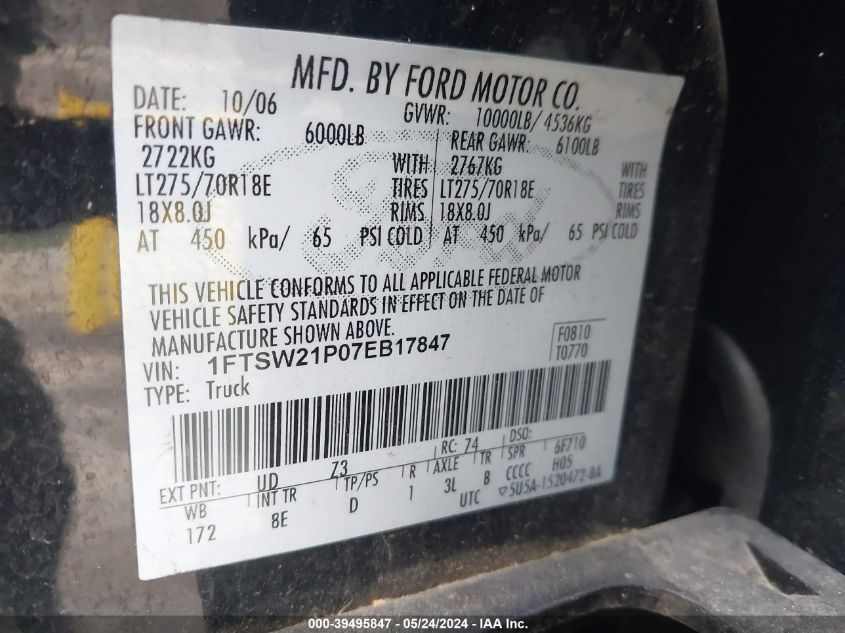 MFD. BY FORD MOTOR CO.
DATE: 10/06 GVWR: 10000LB/ 4536KG
FRONT GAWR: 6000LB REAR GAWR: 6100LB
2722KG WITH 2767KG WITH
LT275/70R18E TIRES LT275/70R18E TIRES
18X8.0J RIMS 18X8.0J RIMS
AT 450 kPa/ 65 PSI COLD AT 450 kPa/ 65 PSI COLD
THIS VEHICLE CONFORMS TO ALL APPLICABLE FEDERAL MOTOR
VEHICLE SAFETY STANDARDS IN EFFECT ON THE DATE OF
MANUFACTURE SHOWN ABOVE.
VIN: 1FTSW21P07EB17847 F0810
TYPE: Truck T0770
EXT PNT: UD Z3 RC: 74 DSO:
WB INT TR TP/PS R AXLE TR SPR 6F710
172 8E D 1 3L B CCCC H05
UTC 5U5A-1520472-BA
000-39495847 - 05/24/2024 - IAAI.COM